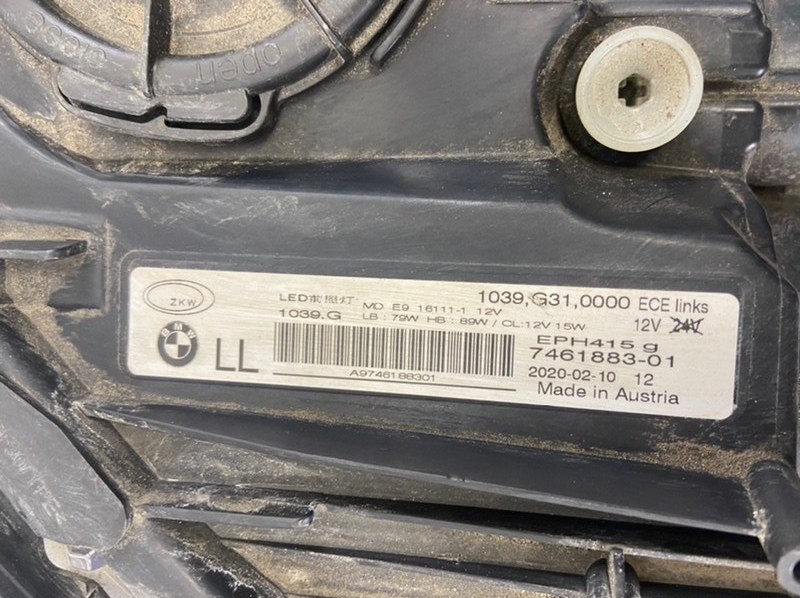 close
open
ZKW
LED前照灯 MD E9 16111-1 12V
1039.G LB : 79W HB : 89W / CL:12V 15W
1039,G31,0000 ECE links
12V 24V
BMW
LL
EPH415 g
7461883-01
2020-02-10 12
A9746188301
Made in Austria